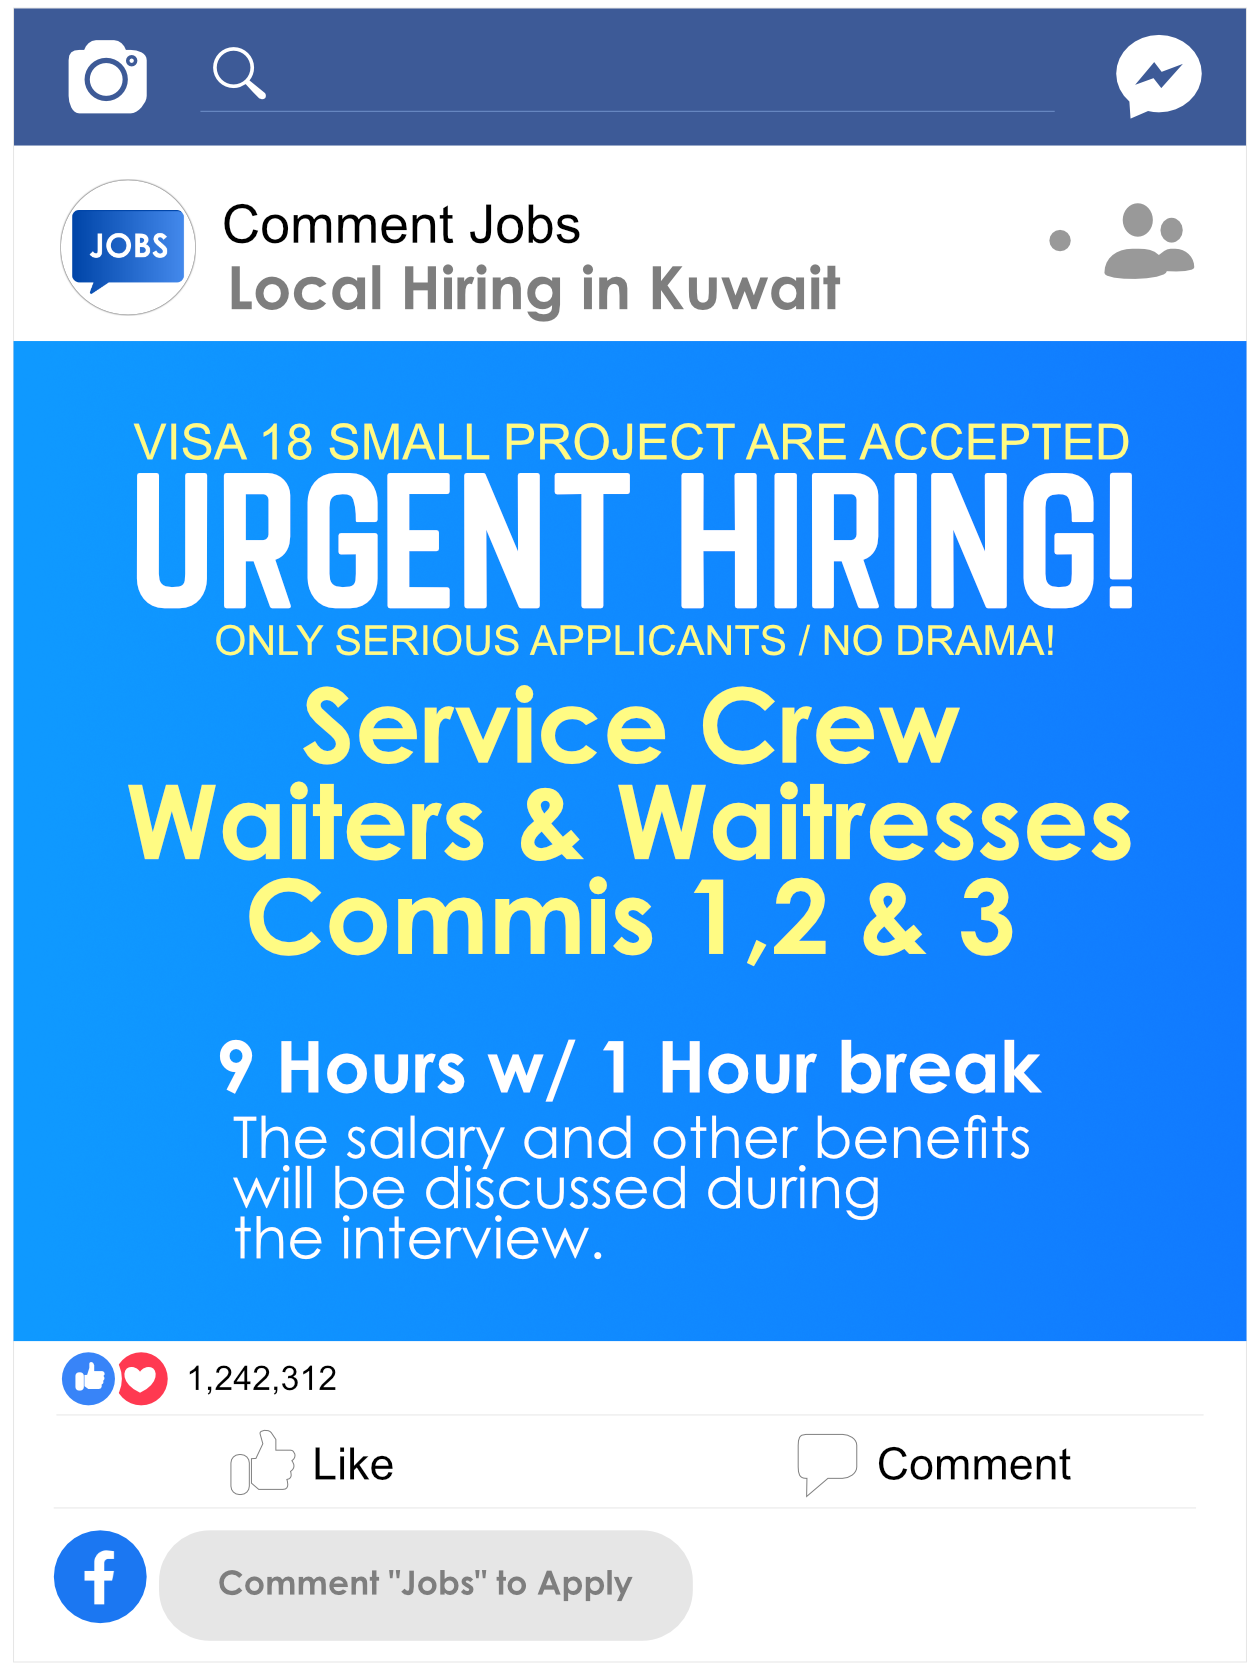 JOBS
Comment Jobs
Local Hiring in Kuwait
VISA 18 SMALL PROJECT ARE ACCEPTED
URGENT HIRING!
ONLY SERIOUS APPLICANTS / NO DRAMA!
Service Crew
Waiters & Waitresses
Commis 1,2 & 3
9 Hours w/ 1 Hour break
The salary and other benefits
will be discussed during
the interview.
1,242,312
Like
Comment
Comment "Jobs" to Apply